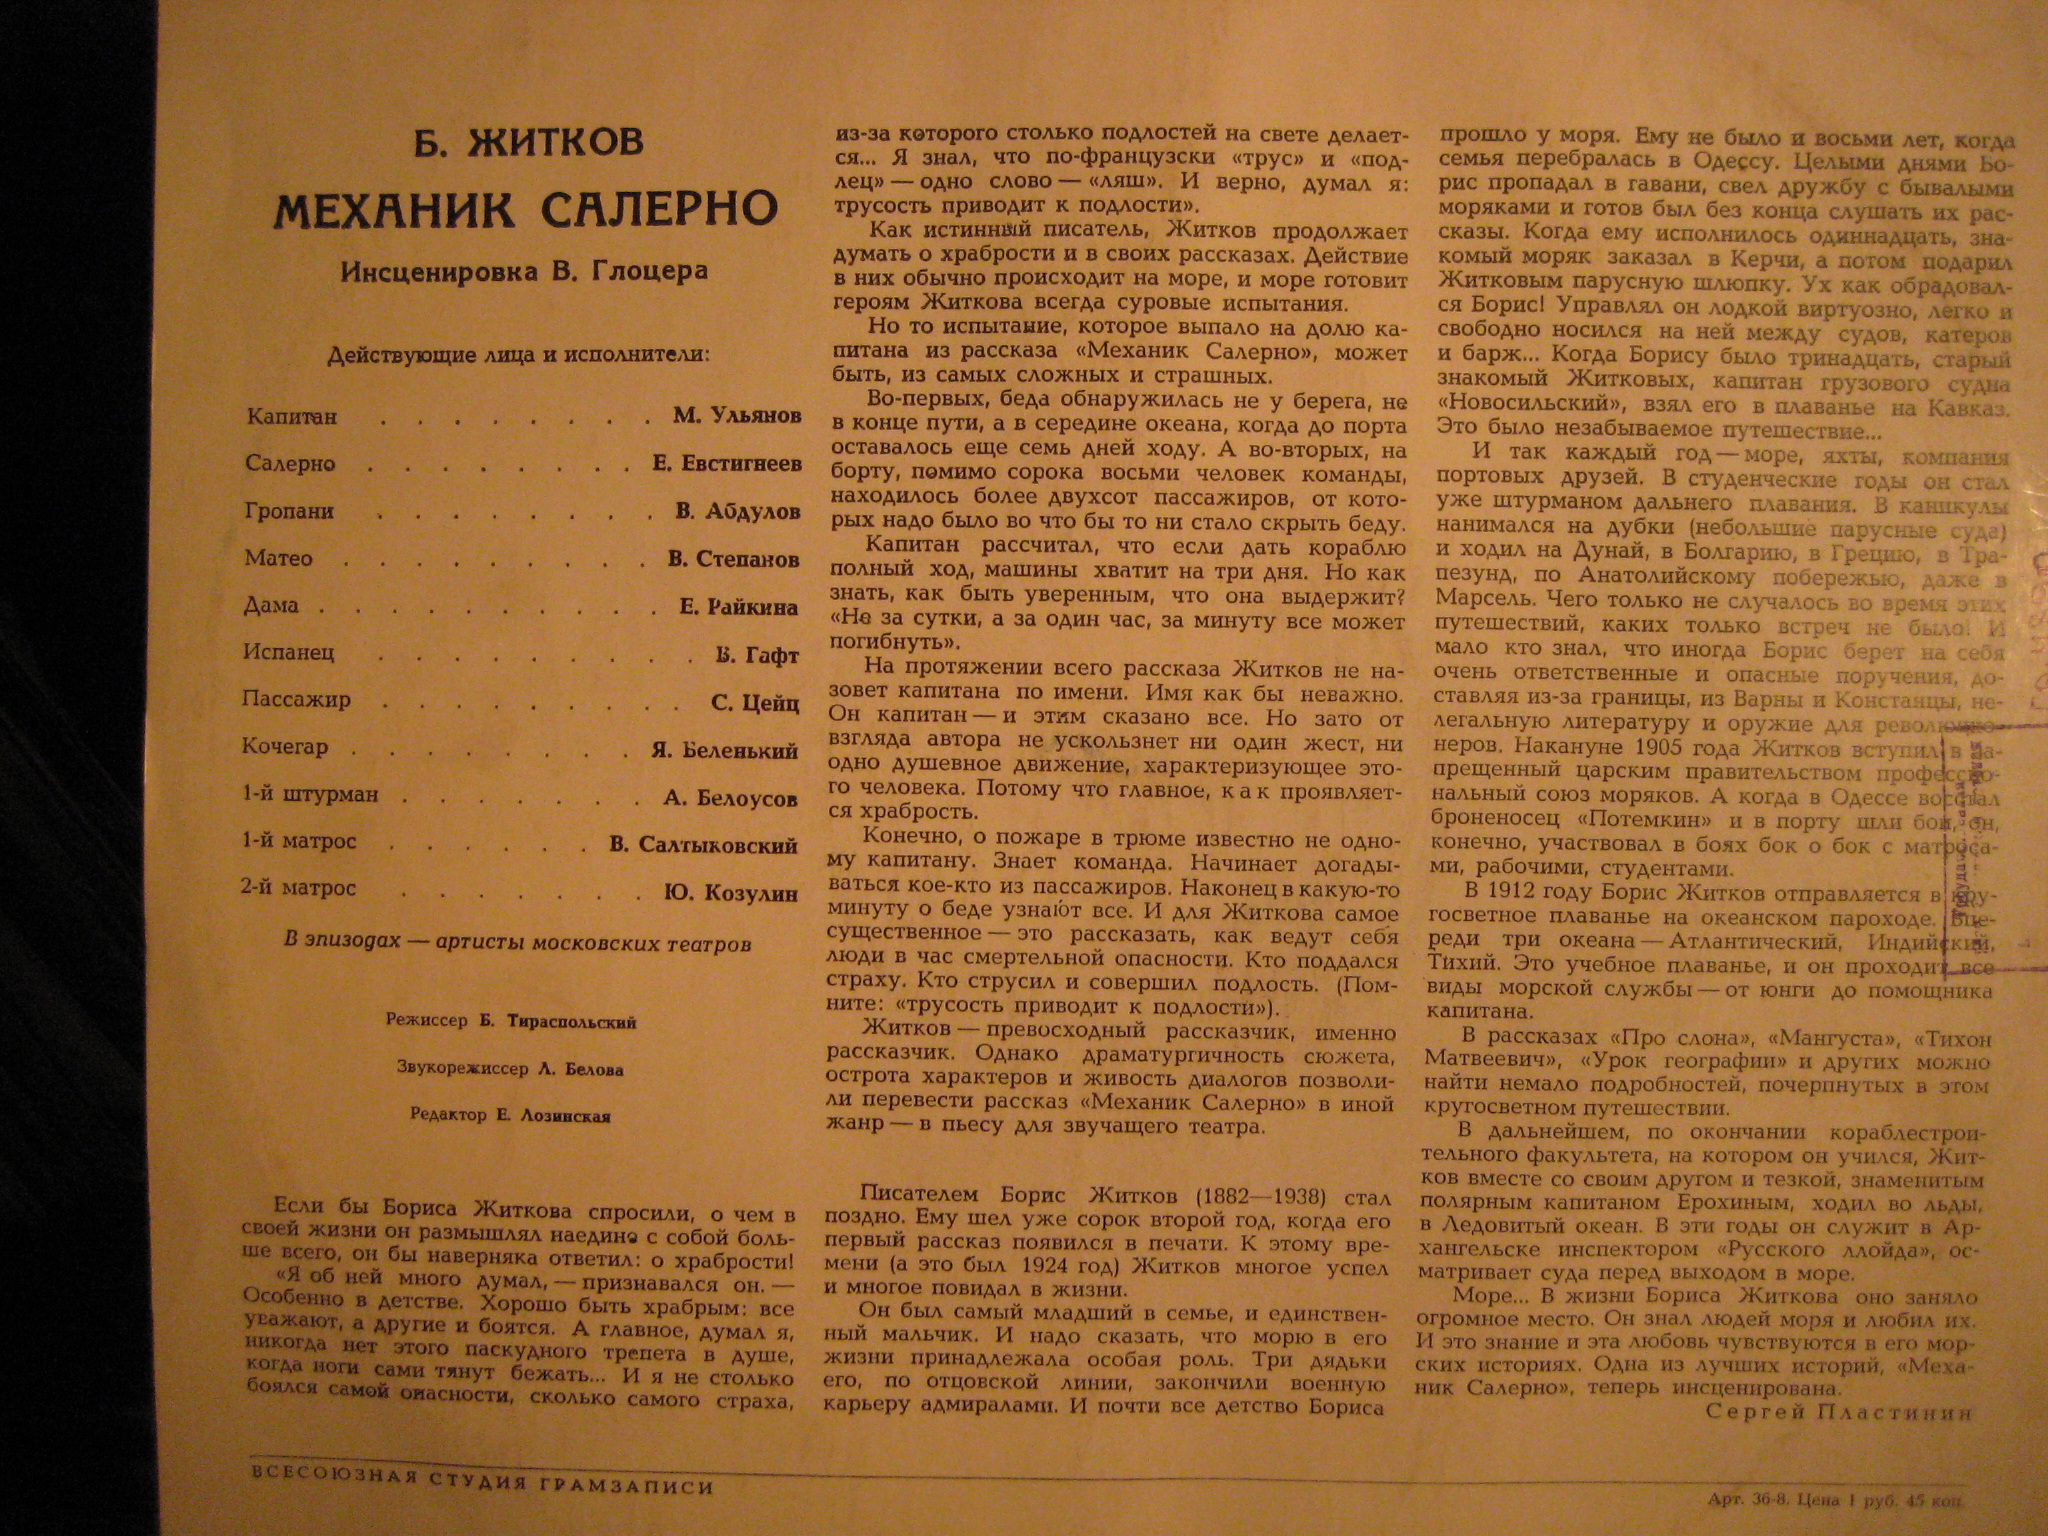 Б. ЖИТКОВ
МЕХАНИК САЛЕРНО
Инсценировка В. Глоцера
Действующие лица и исполнители:
Капитан . . . . . . . . М. Ульянов
Салерно . . . . . . . . Е. Евстигнеев
Гропани . . . . . . . . В. Абдулов
Матео . . . . . . . . . В. Степанов
Дама . . . . . . . . . . Е. Райкина
Испанец . . . . . . . . . В. Гафт
Пассажир . . . . . . . . . С. Цейц
Кочегар . . . . . . . . Я. Беленький
1-й штурман . . . . . . . А. Белоусов
1-й матрос . . . . . . В. Салтыковский
2-й матрос . . . . . . Ю. Козулин
В эпизодах — артисты московских театров
Режиссер Б. Тираспольский
Звукорежиссер Л. Белова
Редактор Е. Лозинская
Если бы Бориса Житкова спросили, о чем в
своей жизни он размышлял наедине с собой боль-
ше всего, он бы наверняка ответил: о храбрости!
«Я об ней много думал, — признавался он. —
Особенно в детстве. Хорошо быть храбрым: все
уважают, а другие и боятся. А главное, думал я,
никогда нет этого паскудного трепета в душе,
когда ноги сами тянут бежать... И я не столько
боялся самой опасности, сколько самого страха,
из-за которого столько подлостей на свете делает-
ся... Я знал, что по-французски «трус» и «под-
лец» — одно слово — «ляш». И верно, думал я:
трусость приводит к подлости».
Как истинный писатель, Житков продолжает
думать о храбрости и в своих рассказах. Действие
в них обычно происходит на море, и море готовит
героям Житкова всегда суровые испытания.
Но то испытание, которое выпало на долю ка-
питана из рассказа «Механик Салерно», может
быть, из самых сложных и страшных.
Во-первых, беда обнаружилась не у берега, не
в конце пути, а в середине океана, когда до порта
оставалось еще семь дней ходу. А во-вторых, на
борту, помимо сорока восьми человек команды,
находилось более двухсот пассажиров, от кото-
рых надо было во что бы то ни стало скрыть беду.
Капитан рассчитал, что если дать кораблю
полный ход, машины хватит на три дня. Но как
знать, как быть уверенным, что она выдержит?
«Не за сутки, а за один час, за минуту все может
погибнуть».
На протяжении всего рассказа Житков не на-
зовет капитана по имени. Имя как бы неважно.
Он капитан — и этим сказано все. Но зато от
взгляда автора не ускользнет ни один жест, ни
одно душевное движение, характеризующее это-
го человека. Потому что главное, как проявляет-
ся храбрость.
Конечно, о пожаре в трюме известно не одно-
му капитану. Знает команда. Начинает догады-
ваться кое-кто из пассажиров. Наконец в какую-то
минуту о беде узнают все. И для Житкова самое
существенное — это рассказать, как ведут себя
люди в час смертельной опасности. Кто поддался
страху. Кто струсил и совершил подлость. (Пом-
ните: «трусость приводит к подлости»).
Житков — превосходный рассказчик, именно
рассказчик. Однако драматургичность сюжета,
острота характеров и живость диалогов позволи-
ли перевести рассказ «Механик Салерно» в иной
жанр — в пьесу для звучащего театра.
Писателем Борис Житков (1882—1938) стал
поздно. Ему шел уже сорок второй год, когда его
первый рассказ появился в печати. К этому вре-
мени (а это был 1924 год) Житков многое успел
и многое повидал в жизни.
Он был самый младший в семье, и единствен-
ный мальчик. И надо сказать, что морю в его
жизни принадлежала особая роль. Три дядьки
его, по отцовской линии, закончили военную
карьеру адмиралами. И почти все детство Бориса
прошло у моря. Ему не было и восьми лет, когда
семья перебралась в Одессу. Целыми днями Бо-
рис пропадал в гавани, свел дружбу с бывалыми
моряками и готов был без конца слушать их рас-
сказы. Когда ему исполнилось одиннадцать, зна-
комый моряк заказал в Керчи, а потом подарил
Житковым парусную шлюпку. Ух как обрадовал-
ся Борис! Управлял он лодкой виртуозно, легко и
свободно носился на ней между судов, катеров
и барж... Когда Борису было тринадцать, старый
знакомый Житковых, капитан грузового судна
«Новосильский», взял его в плаванье на Кавказ.
Это было незабываемое путешествие...
И так каждый год — море, яхты, компания
портовых друзей. В студенческие годы он стал
уже штурманом дальнего плавания. В каникулы
нанимался на дубки (небольшие парусные суда)
и ходил на Дунай, в Болгарию, в Грецию, в Тра-
пезунд, по Анатолийскому побережью, даже в
Марсель. Чего только не случалось во время этих
путешествий, каких только встреч не было! И
мало кто знал, что иногда Борис берет на себя
очень ответственные и опасные поручения, до-
ставляя из-за границы, из Варны и Констанцы, не-
легальную литературу и оружие для революцио-
неров. Накануне 1905 года Житков вступил в за-
прещенный царским правительством профессио-
нальный союз моряков. А когда в Одессе восстал
броненосец «Потемкин» и в порту шли бои, он,
конечно, участвовал в боях бок о бок с матроса-
ми, рабочими, студентами.
В 1912 году Борис Житков отправляется в кру-
госветное плаванье на океанском пароходе. Впе-
реди три океана — Атлантический, Индийский,
Тихий. Это учебное плаванье, и он проходит все
виды морской службы — от юнги до помощника
капитана.
В рассказах «Про слона», «Мангуста», «Тихон
Матвеевич», «Урок географии» и других можно
найти немало подробностей, почерпнутых в этом
кругосветном путешествии.
В дальнейшем, по окончании кораблестрои-
тельного факультета, на котором он учился, Жит-
ков вместе со своим другом и тезкой, знаменитым
полярным капитаном Ерохиным, ходил во льды,
в Ледовитый океан. В эти годы он служит в Ар-
хангельске инспектором «Русского ллойда», ос-
матривает суда перед выходом в море.
Море... В жизни Бориса Житкова оно заняло
огромное место. Он знал людей моря и любил их.
И это знание и эта любовь чувствуются в его мор-
ских историях. Одна из лучших историй, «Меха-
ник Салерно», теперь инсценирована.
Сергей Пластинин
ВСЕСОЮЗНАЯ СТУДИЯ ГРАМЗАПИСИ
Арт. 36-8. Цена 1 руб. 45 коп.